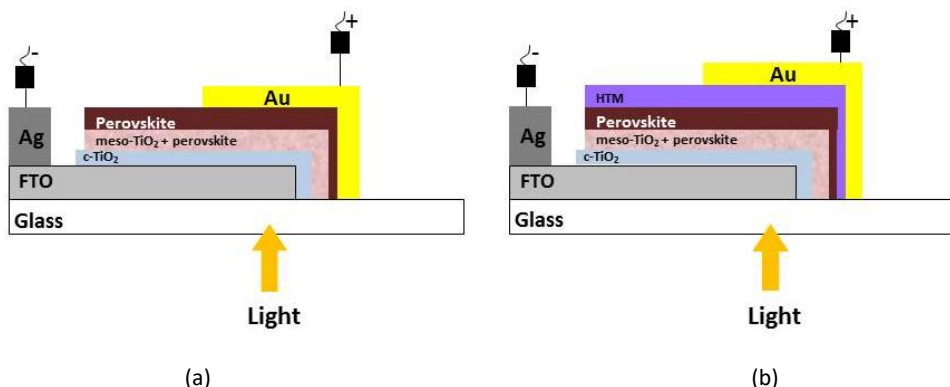 -
+
Au
Ag
Perovskite
meso-TiO₂ + perovskite
c-TiO₂
FTO
Glass
Light
(a)
-
+
Au
HTM
Ag
Perovskite
meso-TiO₂ + perovskite
c-TiO₂
FTO
Glass
Light
(b)